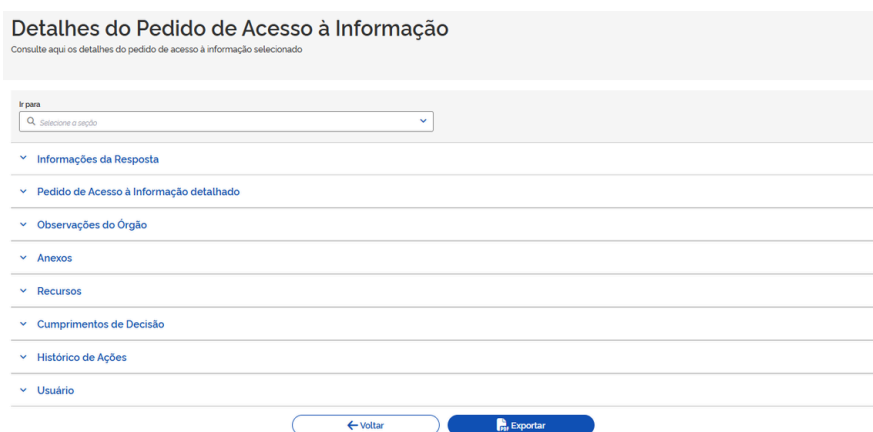 Detalhes do Pedido de Acesso à Informação
Consulte aqui os detalhes do pedido de acesso à informação selecionado
Ir para
Selecione a seção
Informações da Resposta
Pedido de Acesso à Informação detalhado
Observações do Órgão
Anexos
Recursos
Cumprimentos de Decisão
Histórico de Ações
Usuário
Voltar
Exportar